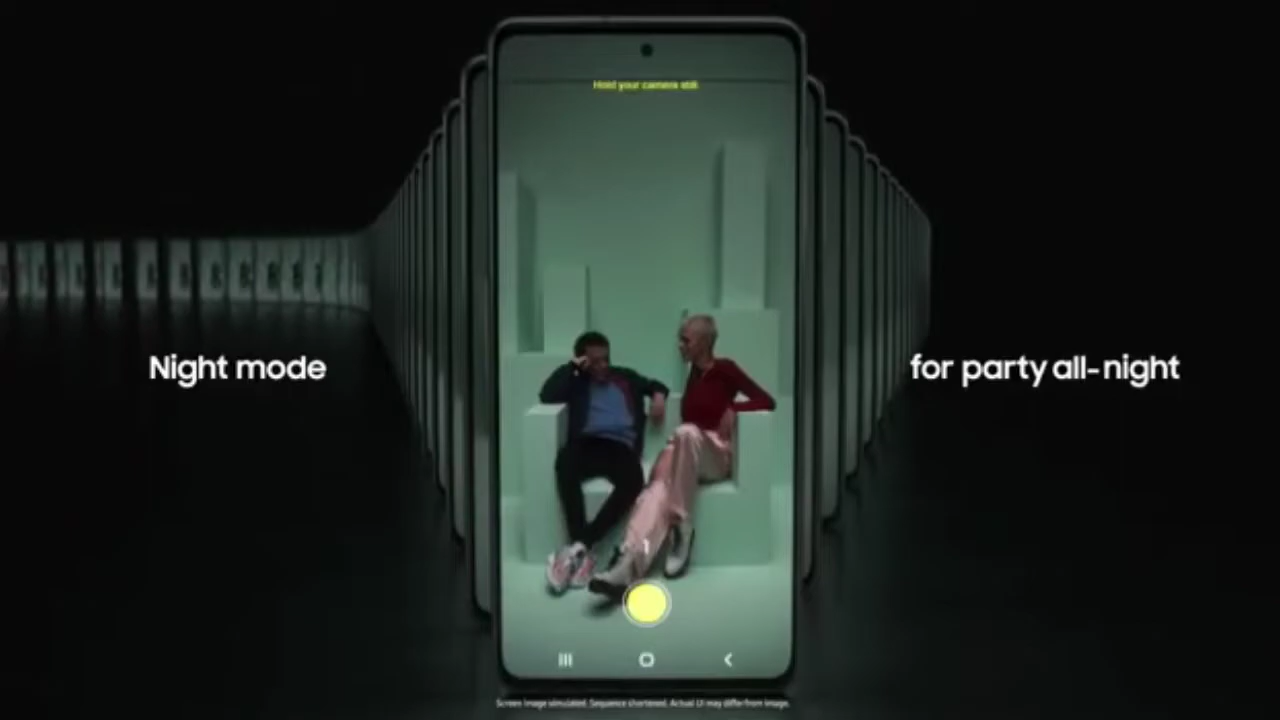 Hold your camera still.
Night mode
for party all-night
Screen image simulated. Sequence shortened. Actual UI may differ from image.